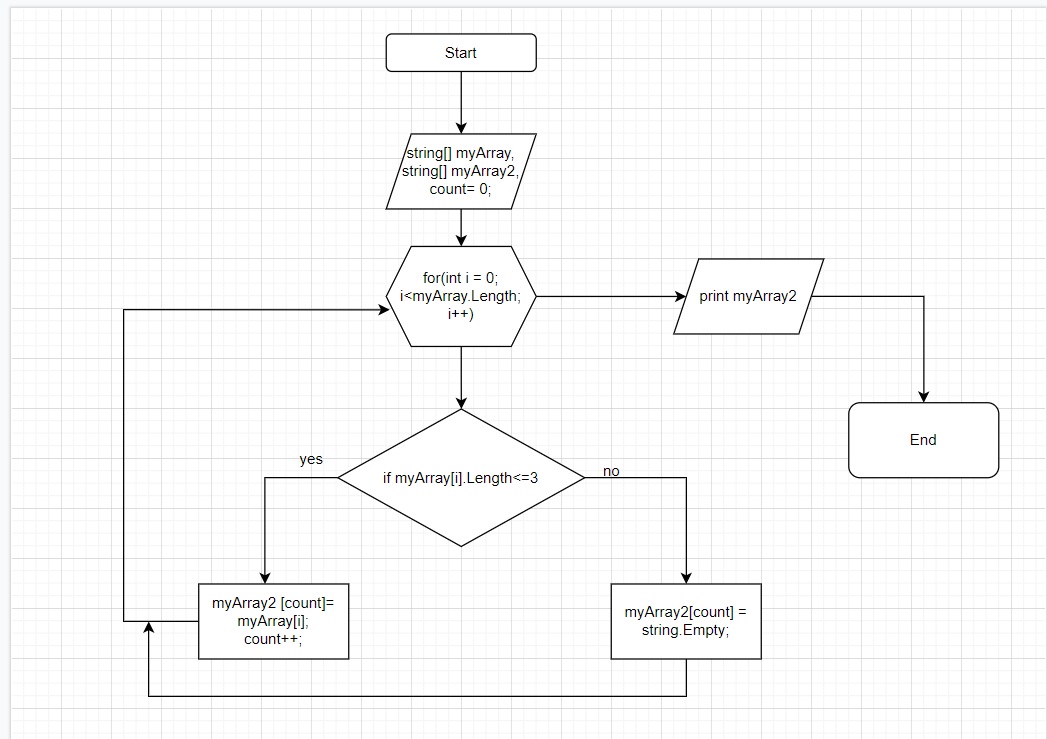 Start
string[] myArray,
string[] myArray2,
count= 0;
for(int i = 0;
i<myArray.Length;
i++)
print myArray2
End
yes
if myArray[i].Length<=3
no
myArray2 [count]=
myArray[i];
count++;
myArray2[count] =
string.Empty;